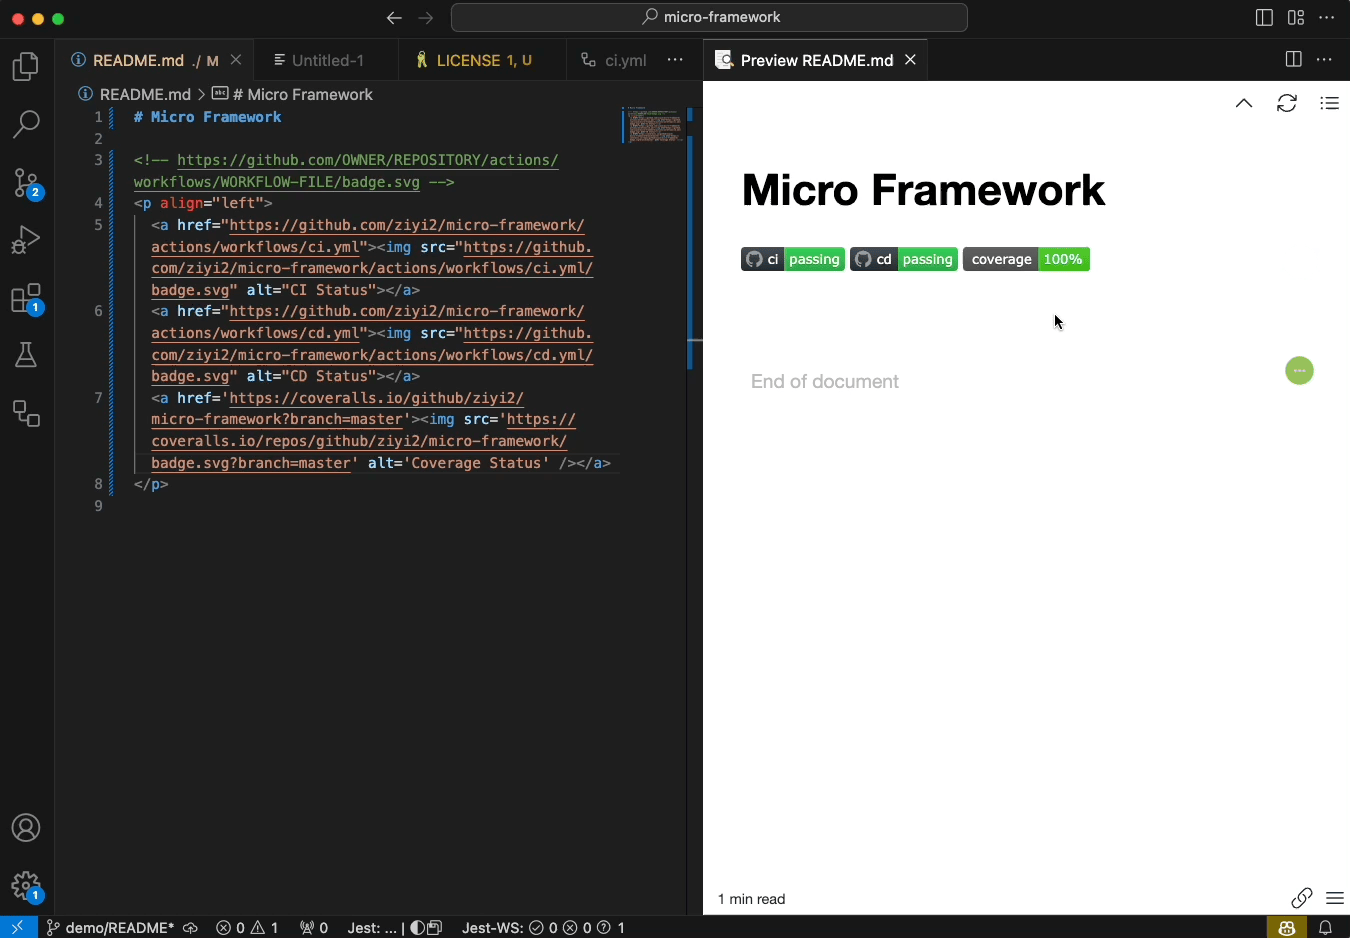 micro-framework
README.md ./ M
Untitled-1
LICENSE 1, U
ci.yml
Preview README.md
README.md > # Micro Framework
1 # Micro Framework
2
3 <!-- https://github.com/OWNER/REPOSITORY/actions/
workflows/WORKFLOW-FILE/badge.svg -->
4 <p align="left">
5 <a href="https://github.com/ziyi2/micro-framework/
actions/workflows/ci.yml"><img src="https://github.
com/ziyi2/micro-framework/actions/workflows/ci.yml/
badge.svg" alt="CI Status"></a>
6 <a href="https://github.com/ziyi2/micro-framework/
actions/workflows/cd.yml"><img src="https://github.
com/ziyi2/micro-framework/actions/workflows/cd.yml/
badge.svg" alt="CD Status"></a>
7 <a href='https://coveralls.io/github/ziyi2/
micro-framework?branch=master'><img src='https://
coveralls.io/repos/github/ziyi2/micro-framework/
badge.svg?branch=master' alt='Coverage Status' /></a>
8 </p>
9
Micro Framework
ci passing cd passing coverage 100%
End of document
1 min read
2
1
1
demo/README* 0 1 0 Jest: ... | Jest-WS: 0 0 1